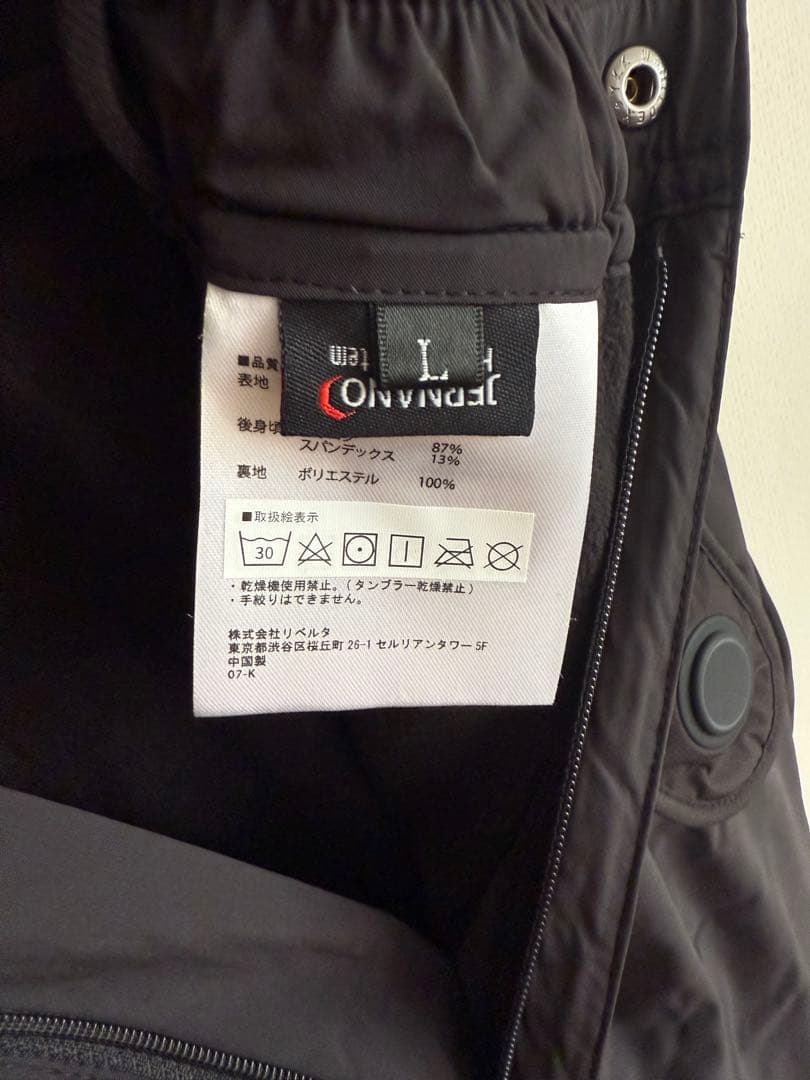 ■品質
表地
後身頃
スパンデックス
87%
13%
裏地 ポリエステル 100%
■取扱絵表示
30
・乾燥機使用禁止。(タンブラー乾燥禁止)
・手絞りはできません。
株式会社リベルタ
東京都渋谷区桜丘町26-1セルリアンタワー5F
中国製
07-K